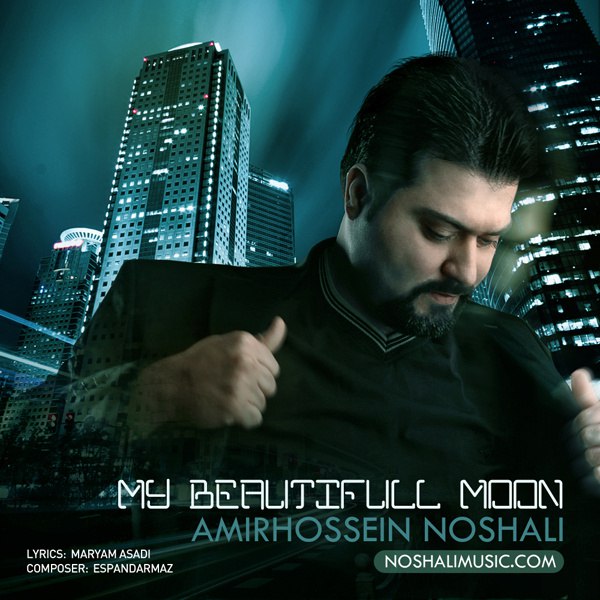 MY BEAUTIFULL MOON
AMIRHOSSEIN NOSHALI
LYRICS: MARYAM ASADI
COMPOSER: ESPANDARMAZ
NOSHALIMUSIC.COM